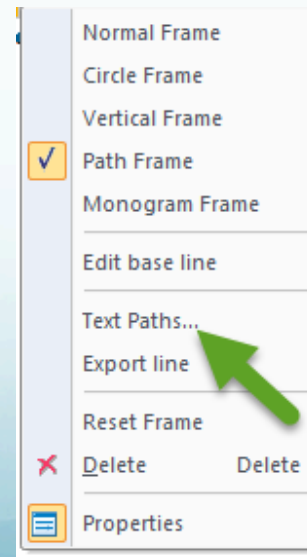 Normal Frame
Circle Frame
Vertical Frame
Path Frame
Monogram Frame
Edit base line
Text Paths...
Export line
Reset Frame
Delete Delete
Properties